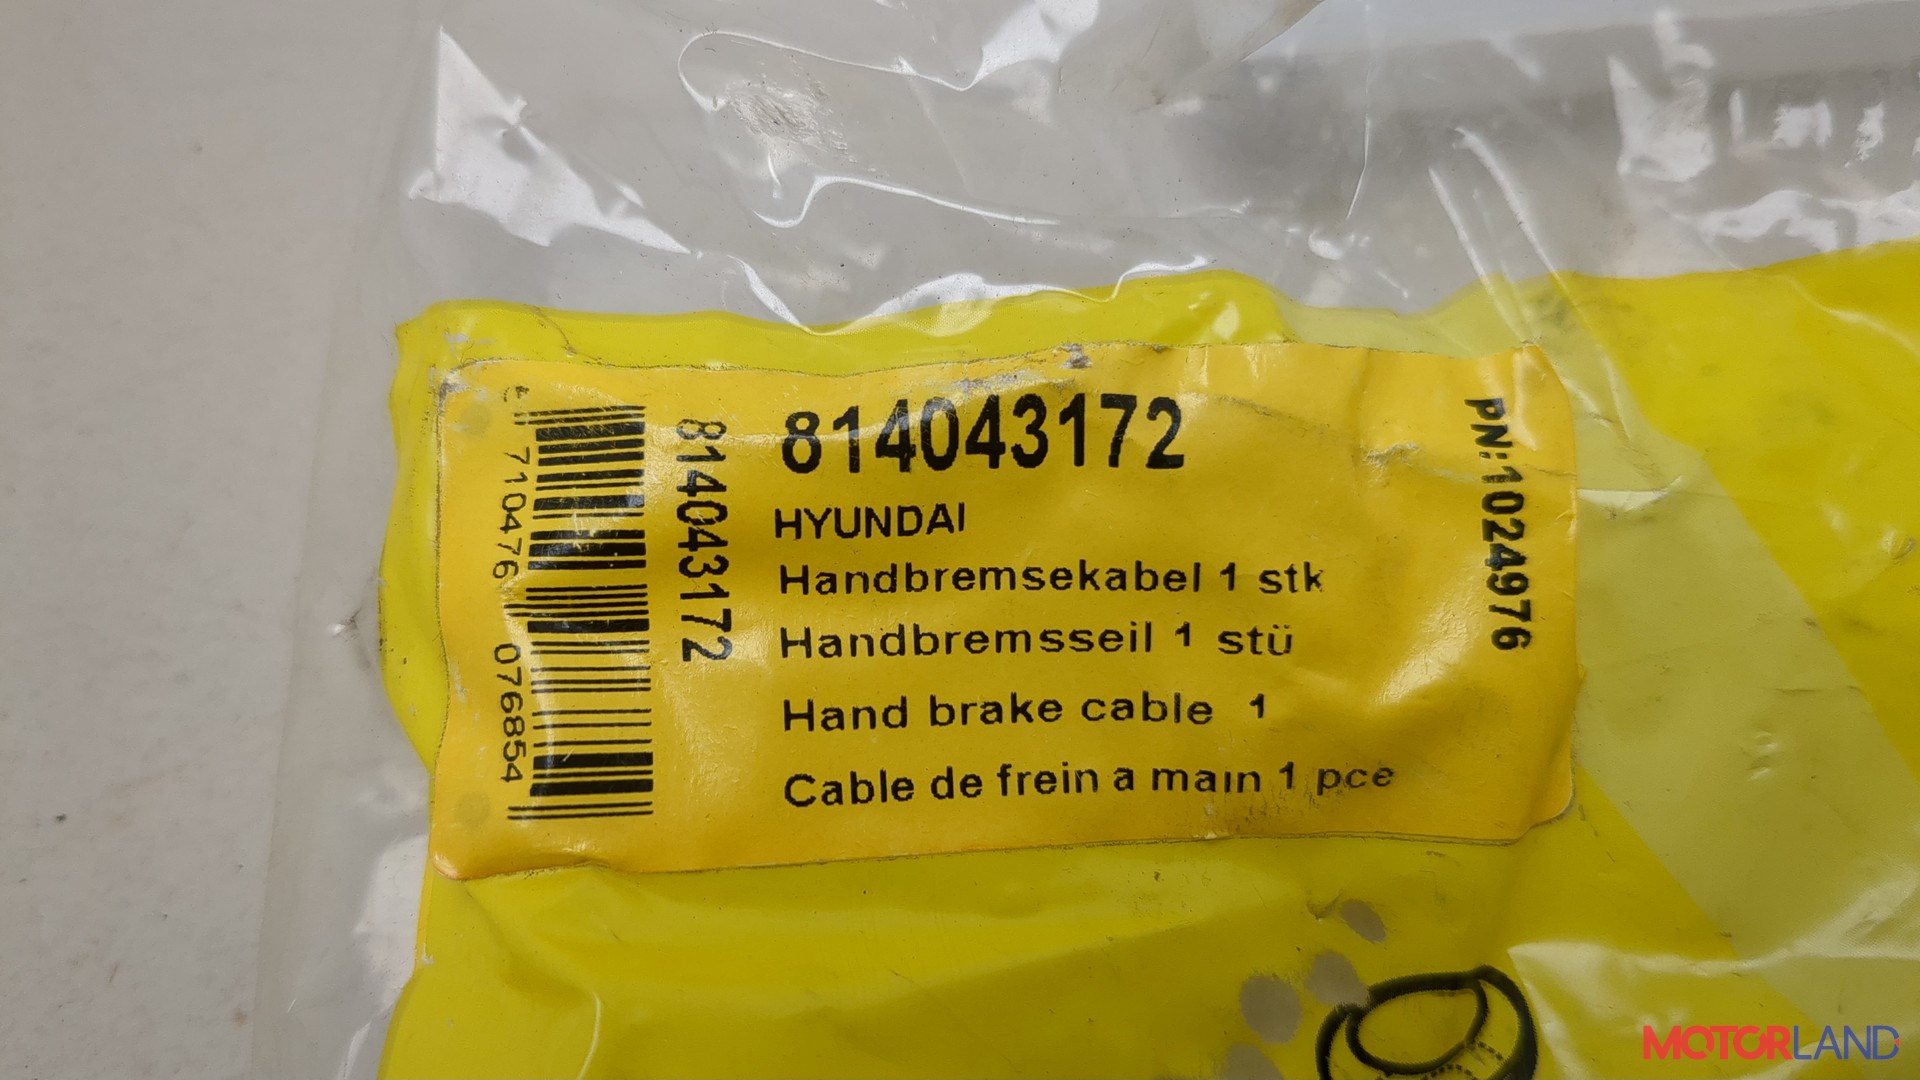 814043172
HYUNDAI
Handbremsekabel 1 stk
Handbremsseil 1 stü
Hand brake cable 1
Cable de frein a main 1 pce
PN:1024976
814043172
710476 076854
MOTORLAND